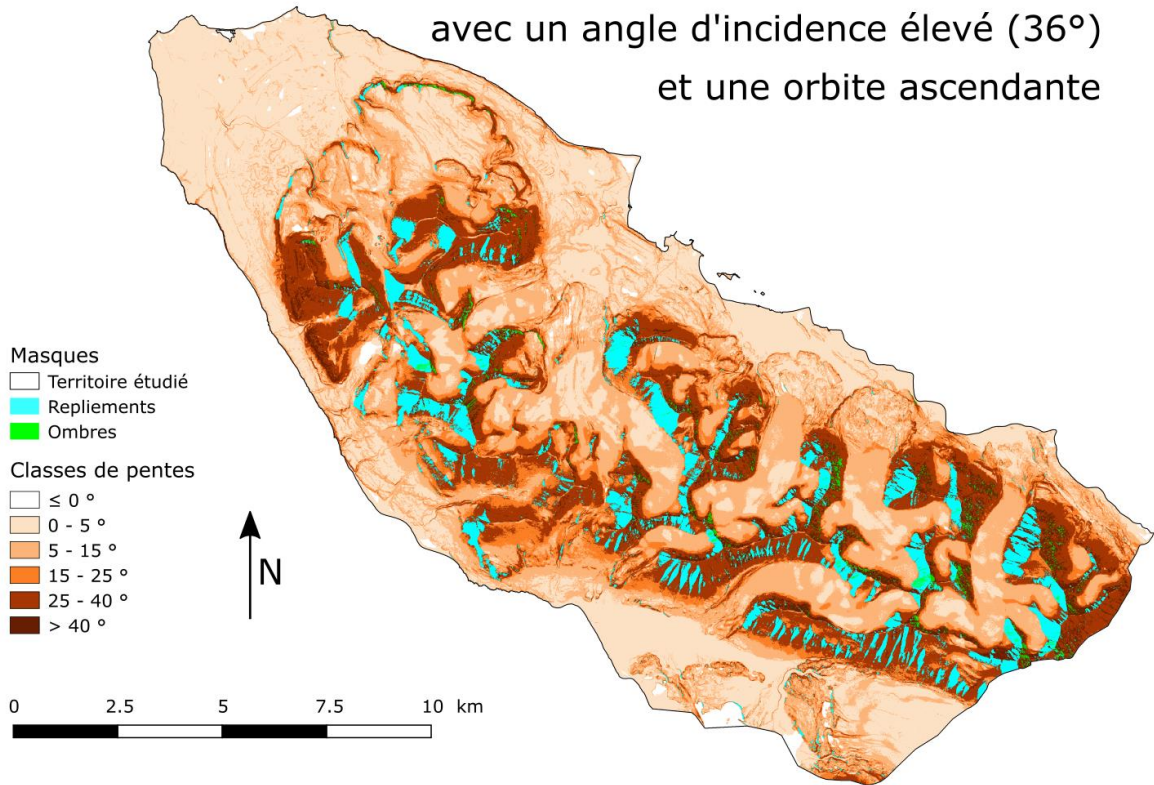 avec un angle d'incidence élevé (36°)
et une orbite ascendante
Masques
Territoire étudié
Repliements
Ombres
Classes de pentes
≤ 0 °
0 - 5 °
5 - 15 °
15 - 25 °
25 - 40 °
> 40 °
N
0 2.5 5 7.5 10 km